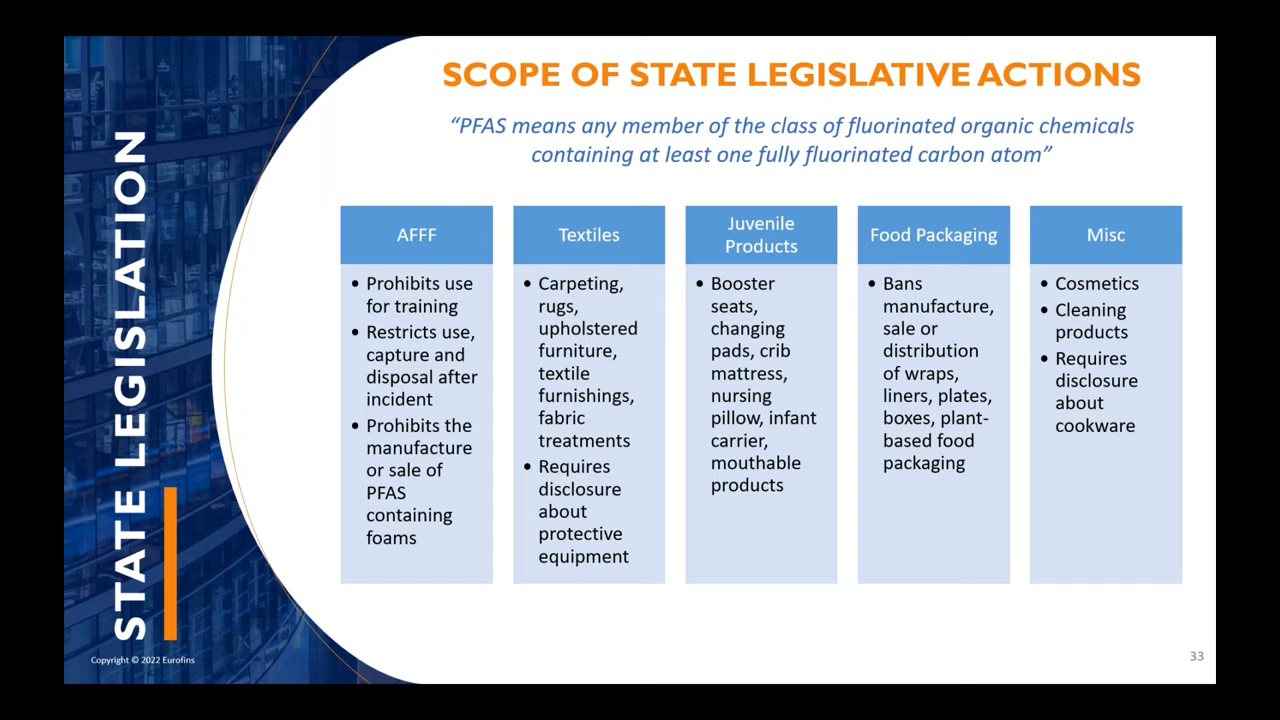 STATE LEGISLATION
Copyright © 2022 Eurofins
SCOPE OF STATE LEGISLATIVE ACTIONS
“PFAS means any member of the class of fluorinated organic chemicals
containing at least one fully fluorinated carbon atom”
AFFF
• Prohibits use
for training
• Restricts use,
capture and
disposal after
incident
• Prohibits the
manufacture
or sale of
PFAS
containing
foams
Textiles
• Carpeting,
rugs,
upholstered
furniture,
textile
furnishings,
fabric
treatments
• Requires
disclosure
about
protective
equipment
Juvenile
Products
• Booster
seats,
changing
pads, crib
mattress,
nursing
pillow, infant
carrier,
mouthable
products
Food Packaging
• Bans
manufacture,
sale or
distribution
of wraps,
liners, plates,
boxes, plant-
based food
packaging
Misc
• Cosmetics
• Cleaning
products
• Requires
disclosure
about
cookware
33